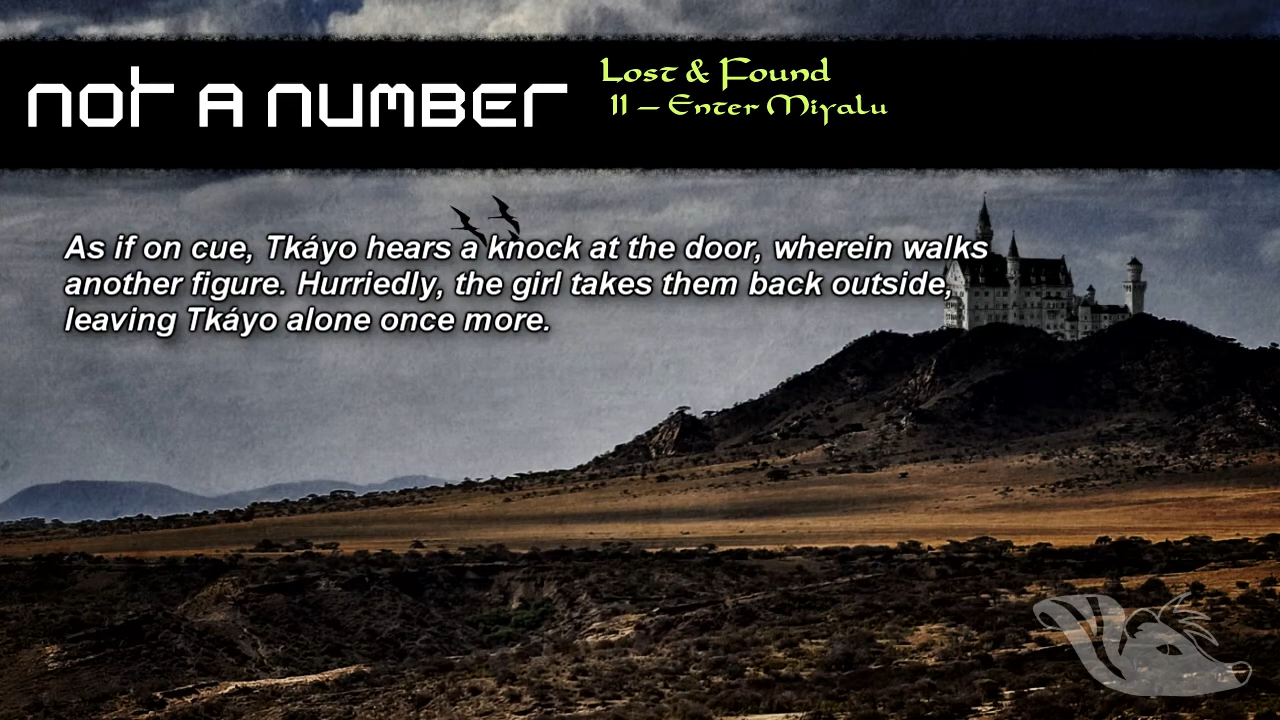 not a number
Lost & Found
11 – Enter Miyalu
As if on cue, Tkáyo hears a knock at the door, wherein walks
another figure. Hurriedly, the girl takes them back outside,
leaving Tkáyo alone once more.